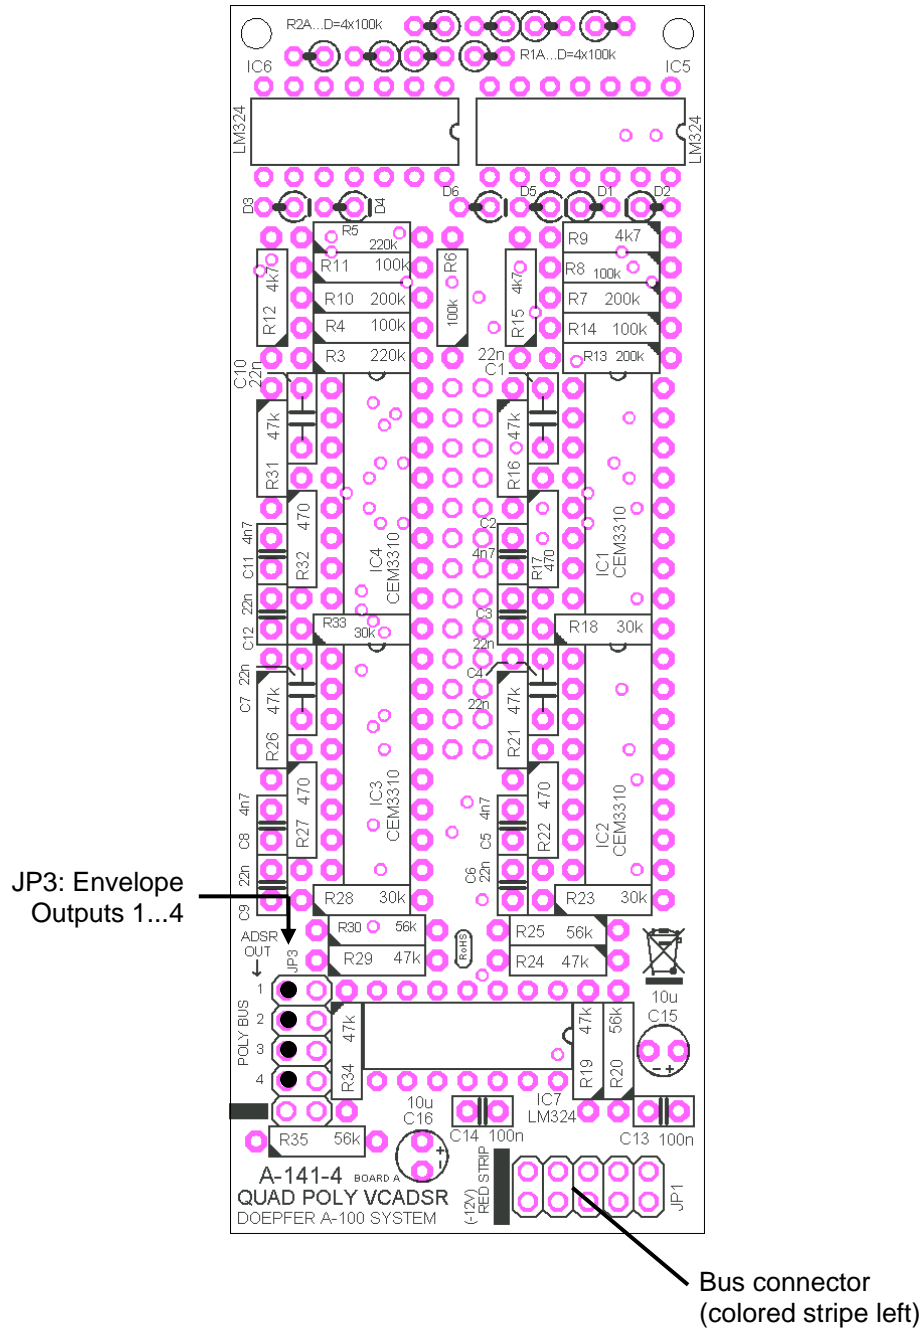 R2A...D=4x100k
R1A...D=4x100k
IC6
IC5
LM324
LM324
D3
D4
D6
D5
D1
D2
R5
220k
R9
4k7
R11
100k
R8
100k
R12
4k7
R10
200k
R6
100k
R15
4k7
R7
200k
R4
100k
R14
100k
R3
220k
R13
200k
C10
22n
22n
C1
R31
47k
R16
47k
R32
470
IC4
CEM3310
R17
470
IC1
CEM3310
4n7
C11
C2
4n7
22n
C12
C3
22n
R33
30k
R18
30k
22n
C7
C4
22n
R26
47k
R21
47k
R27
470
IC3
CEM3310
R22
470
IC2
CEM3310
4n7
C8
4n7
C5
22n
C9
C6
22n
R28
30k
R23
30k
JP3: Envelope
Outputs 1...4
R30
56k
R25
56k
ADSR
OUT
JP3
R29
47k
RoHS
R24
47k
1
2
3
4
POLY BUS
R34
47k
R19
47k
R20
56k
10u
C15
- +
IC7
LM324
10u
C16
+
-
C14
100n
C13
100n
R35
56k
A-141-4
BOARD A
QUAD POLY VCADSR
DOEPFER A-100 SYSTEM
(-12V)
RED STRIP
JP1
Bus connector
(colored stripe left)